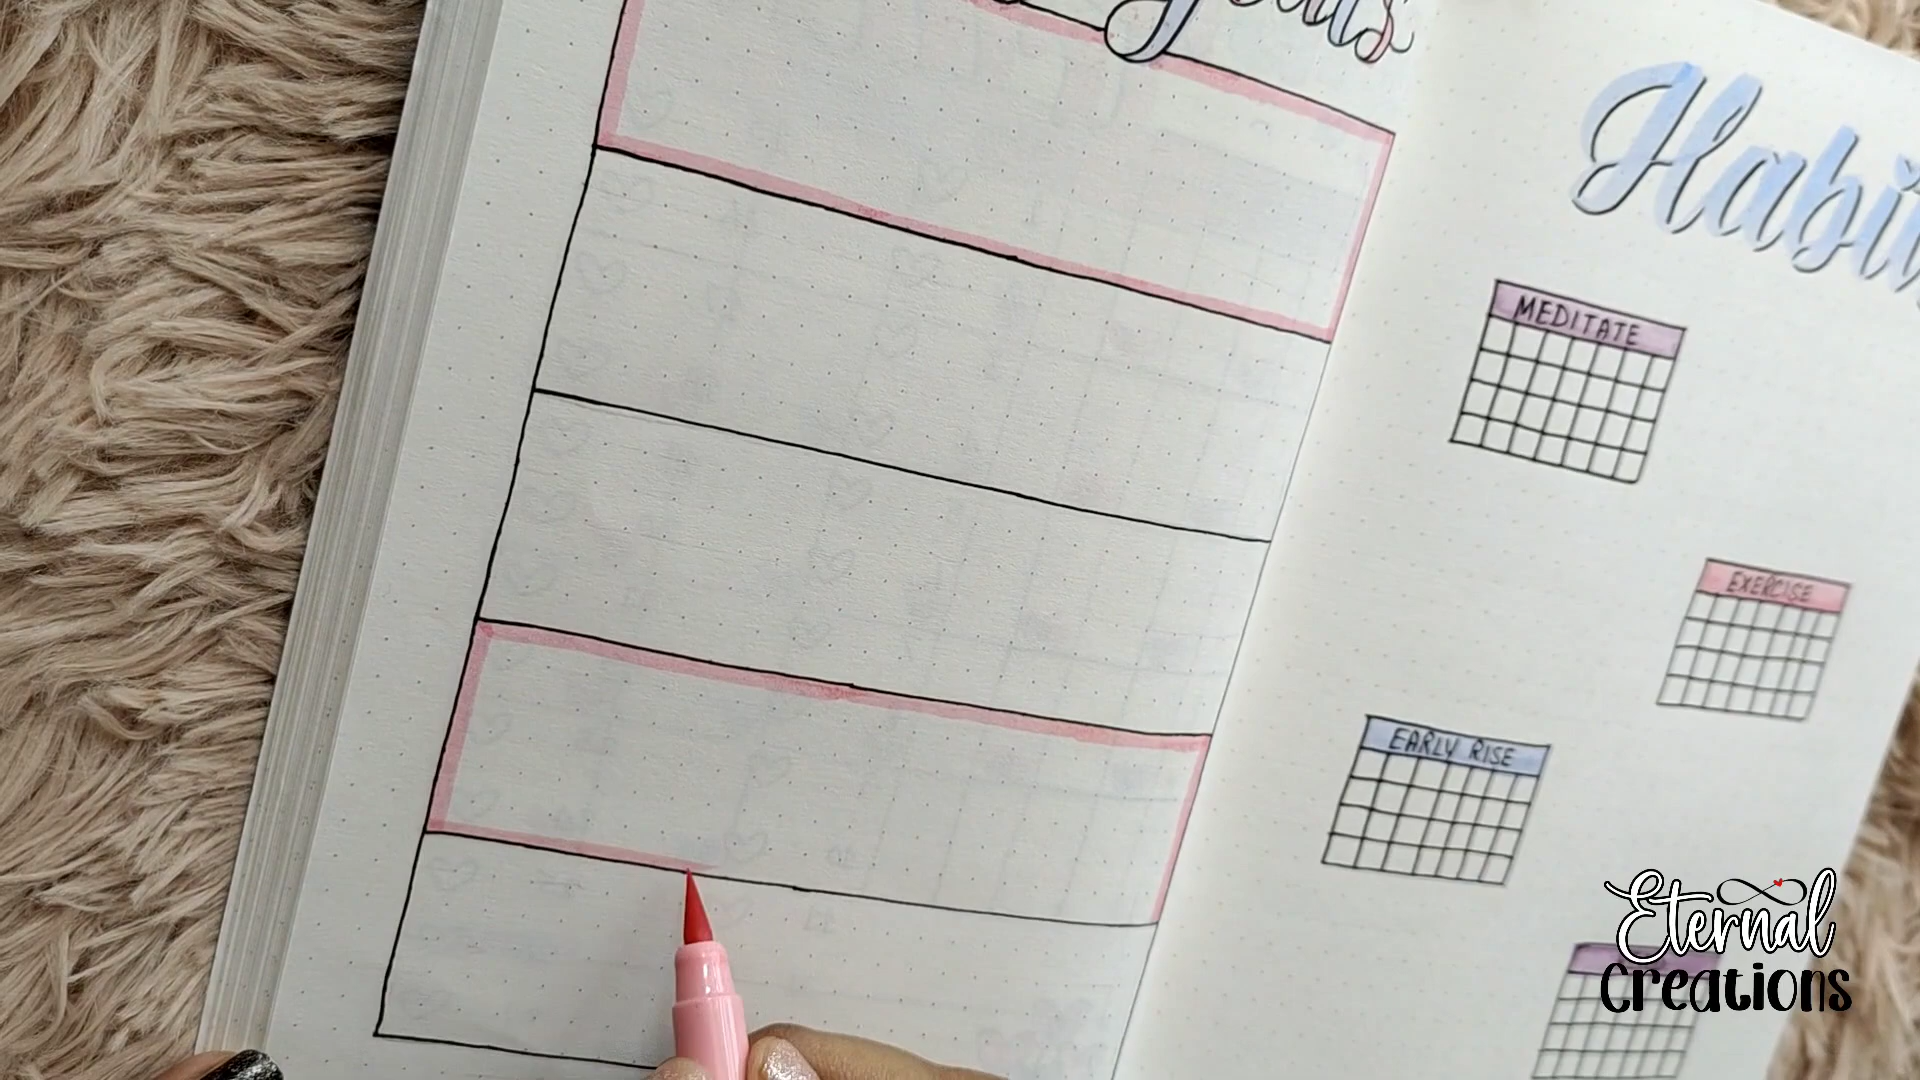 Habit
MEDITATE
EXERCISE
EARLY RISE
Eternal
Creations